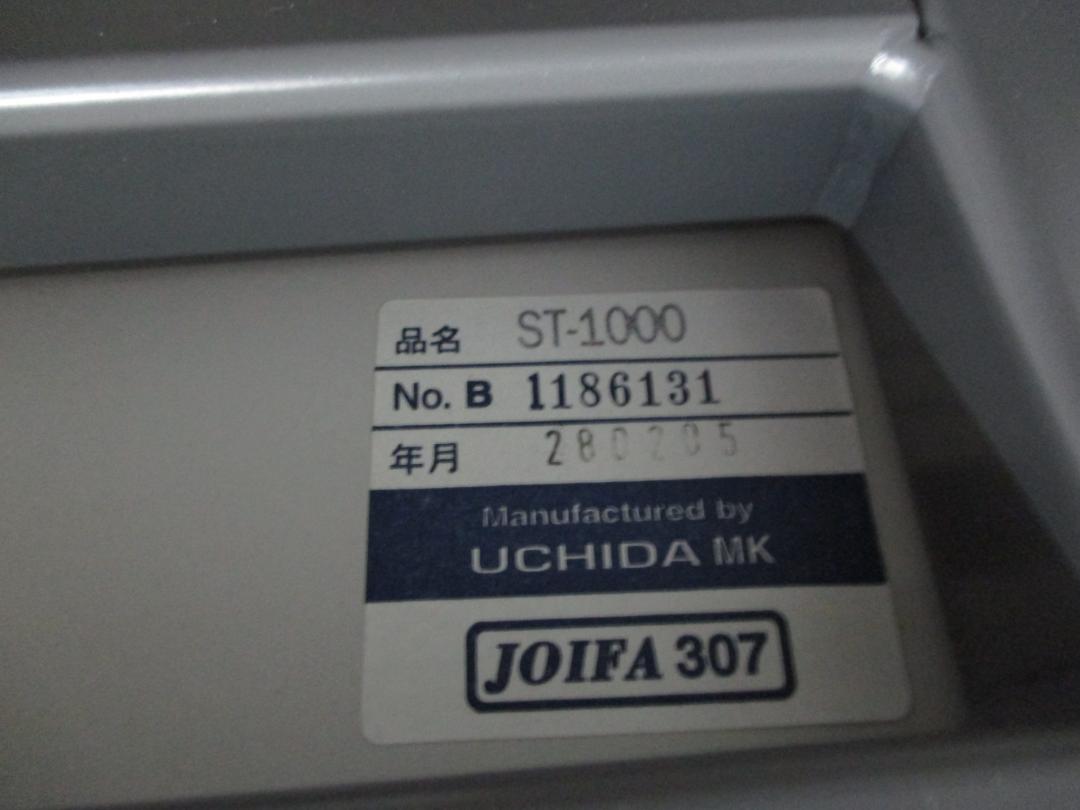 品名 ST-1000
No. B 1186131
年月 280205
Manufactured by
UCHIDA MK
JOIFA 307